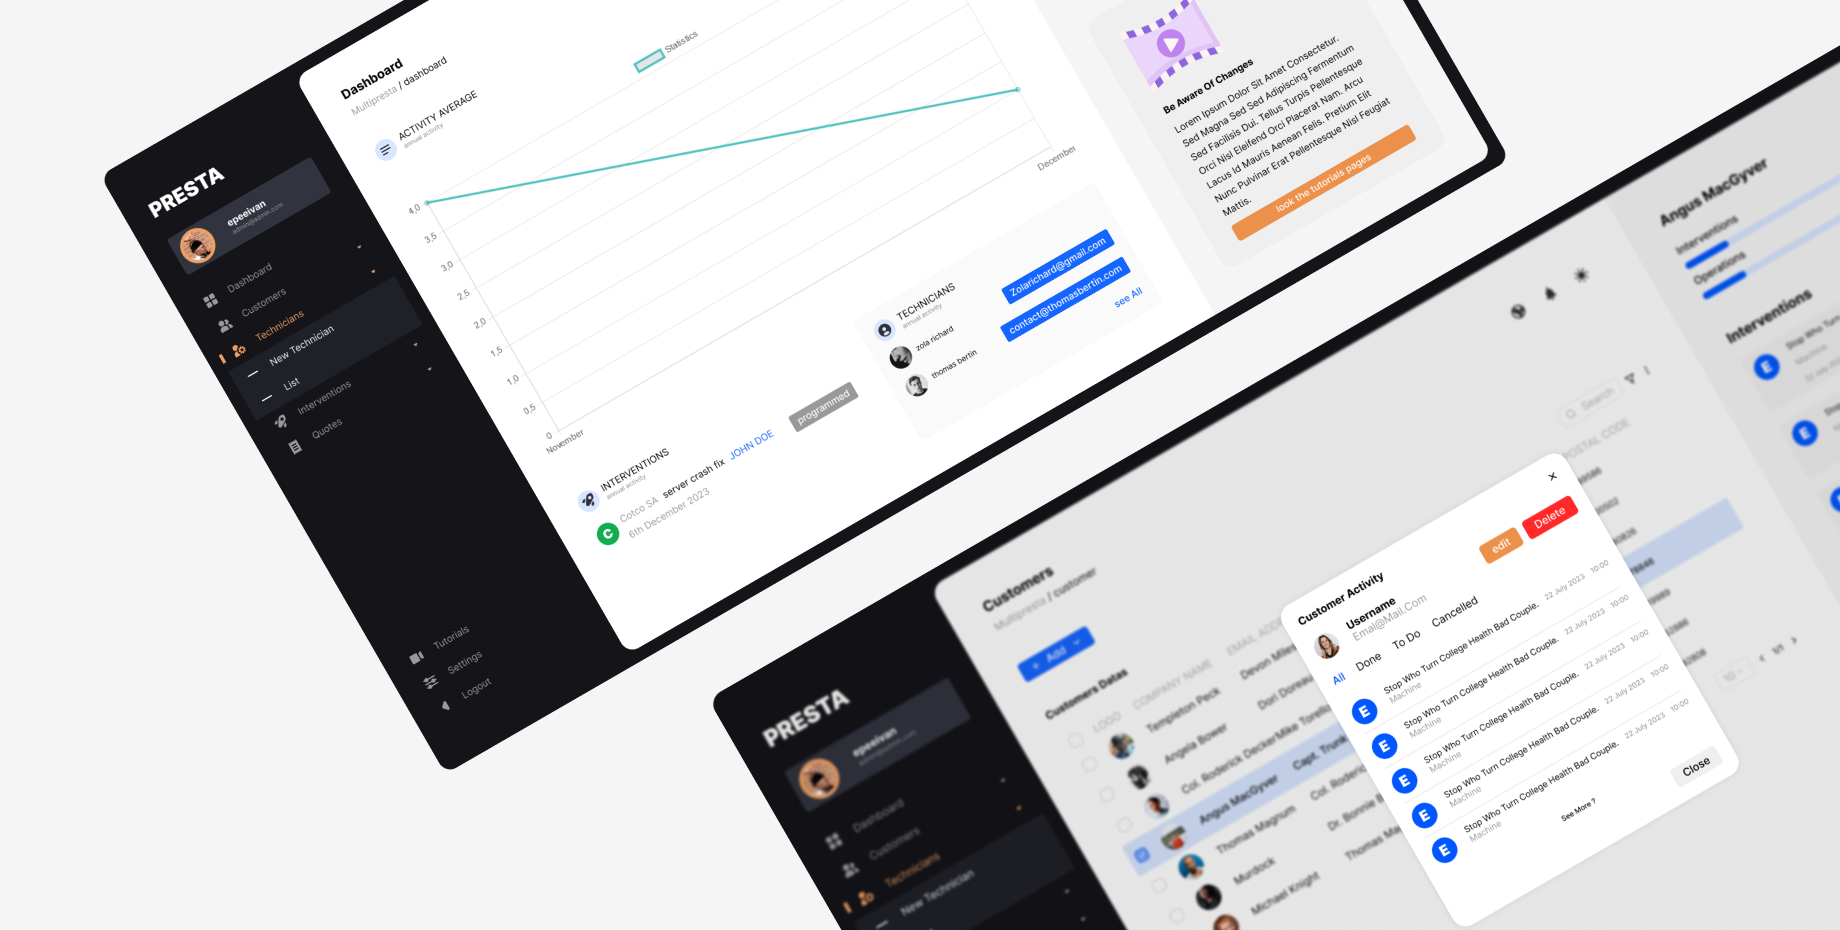 PRESTA
epeeivan
admin@admin.com
Dashboard
Customers
Technicians
New Technician
List
Interventions
Quotes
Tutorials
Settings
Logout
Dashboard
Multipresta / dashboard
ACTIVITY AVERAGE
annual activity
Statistics
4,0
3,5
3,0
2,5
2,0
1,5
1,0
0,5
0
November
December
INTERVENTIONS
annual activity
Cotco SA server crash fix JOHN DOE programmed
6th December 2023
C
TECHNICIANS
annual activity
zola richard Zolarichard@gmail.com
thomas bertin contact@thomasbertin.com
see All
Be Aware Of Changes
Lorem Ipsum Dolor Sit Amet Consectetur.
Sed Magna Sed Sed Adipiscing Fermentum
Sed Facilisis Dui. Tellus Turpis Pellentesque
Orci Nisl Eleifend Orci Placerat Nam. Arcu
Lacus Id Mauris Aenean Felis. Pretium Elit
Nunc Pulvinar Erat Pellentesque Nisl Feugiat
Mattis.
look the tutorials pages
PRESTA
epeeivan
Dashboard
Customers
Technicians
New Technician
Customers
Multipresta / customer
+ Add
Customers Datas
Search
LOGO COMPANY NAME EMAIL POSTAL CODE
Templeton Peck Devon
Angela Bower Dori
Col. Roderick Decker Mike
Angus MacGyver Capt.
Thomas Magnum Col.
Murdock Dr. Bonnie
Michael Knight Thomas
10
1/1
Angus MacGyver
Interventions
Operations
Interventions
E Stop Who
Machine
E
Customer Activity
edit
Delete
Username
Emal@Mail.Com
All Done To Do Cancelled
E Stop Who Turn College Health Bad Couple. 22 July 2023 10:00
Machine
E Stop Who Turn College Health Bad Couple. 22 July 2023 10:00
Machine
E Stop Who Turn College Health Bad Couple. 22 July 2023 10:00
Machine
E Stop Who Turn College Health Bad Couple. 22 July 2023 10:00
Machine
E Stop Who Turn College Health Bad Couple. 22 July 2023 10:00
Machine
See More ?
Close